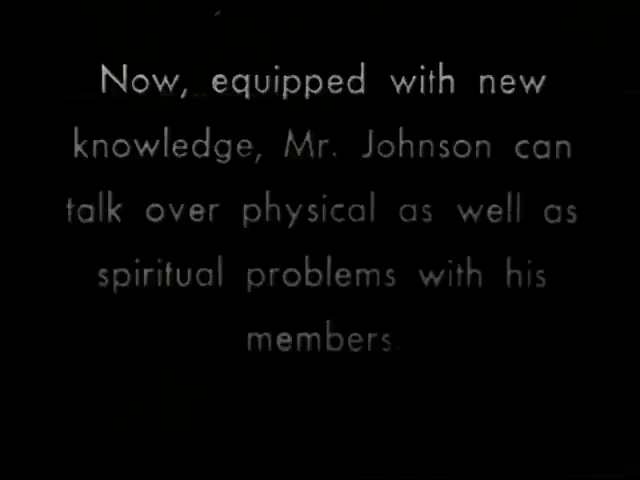 Now, equipped with new
knowledge, Mr. Johnson can
talk over physical as well as
spiritual problems with his
members.